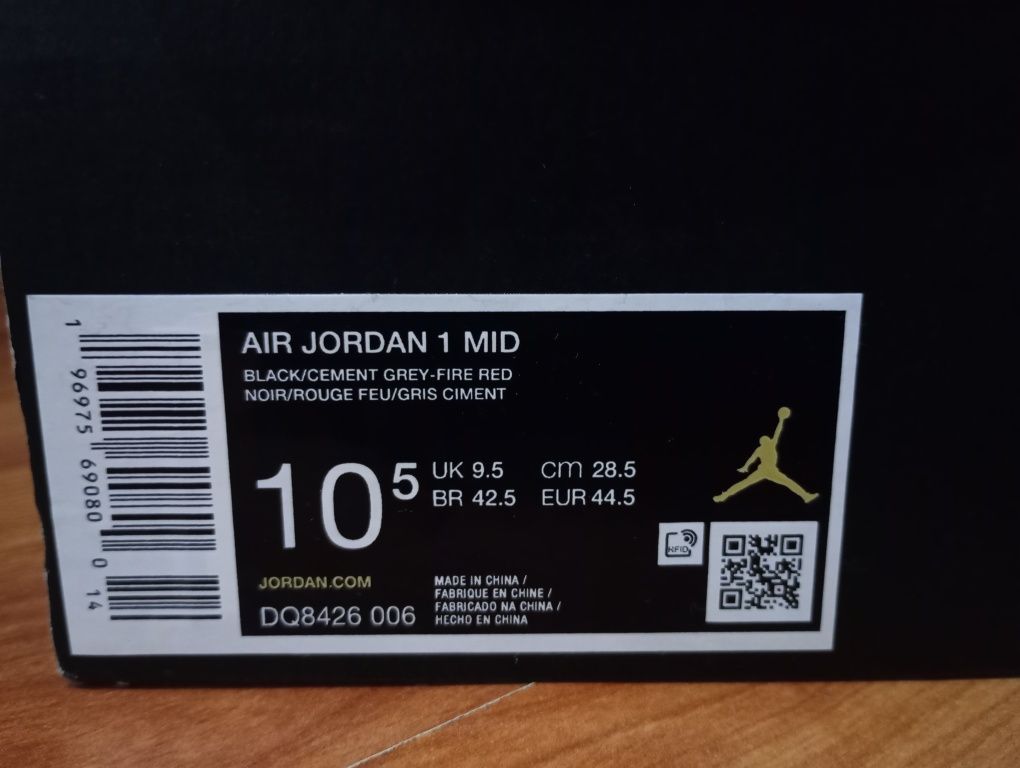 AIR JORDAN 1 MID
BLACK/CEMENT GREY-FIRE RED
NOIR/ROUGE FEU/GRIS CIMENT
10 5
UK 9.5 cm 28.5
BR 42.5 EUR 44.5
RFID
JORDAN.COM
DQ8426 006
MADE IN CHINA /
FABRIQUE EN CHINE /
FABRICADO NA CHINA /
HECHO EN CHINA
1 96975 69080 0 14